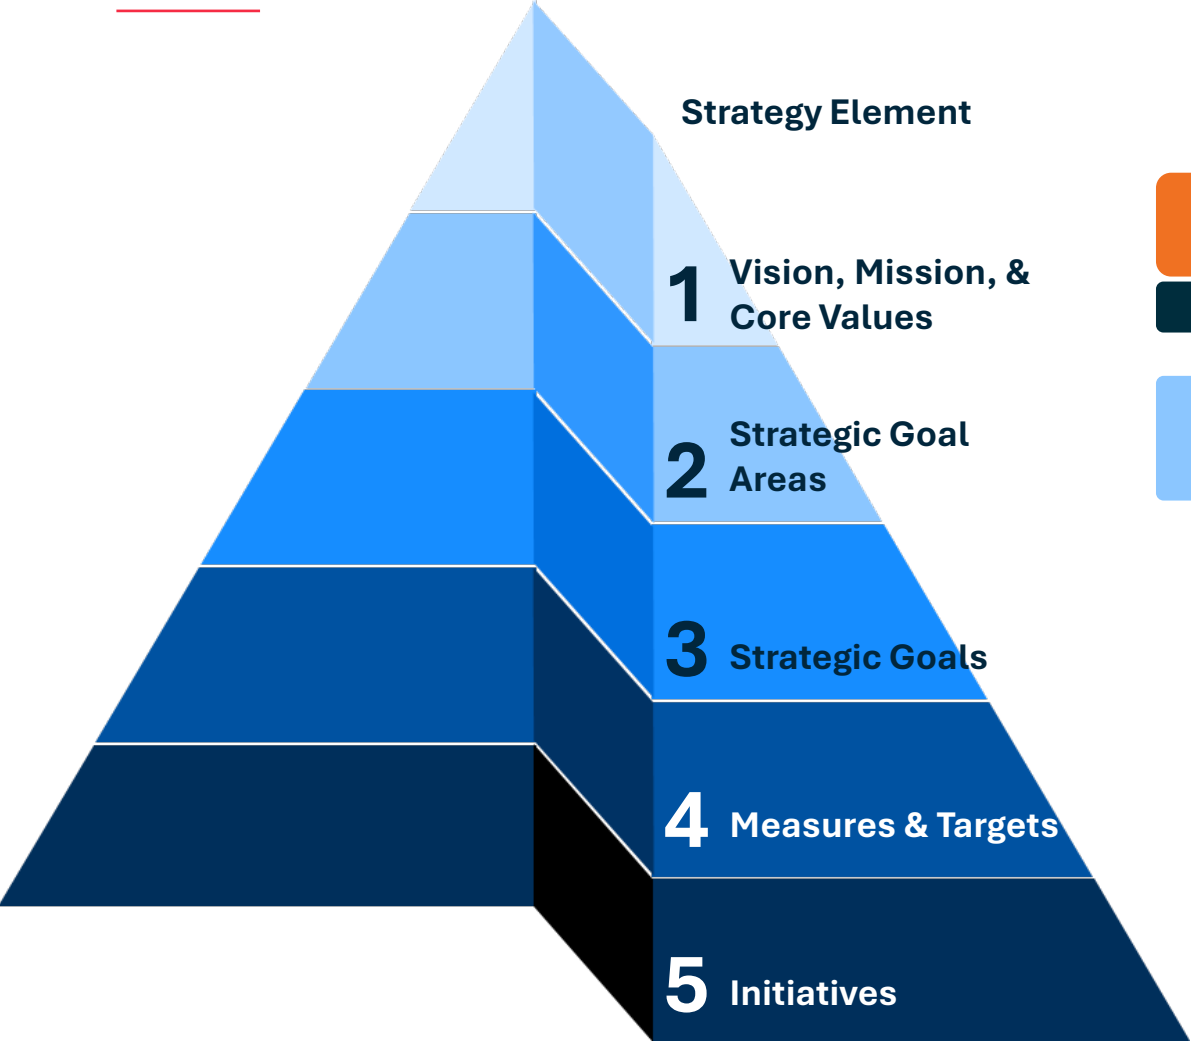 Strategy Element
1 Vision, Mission, &
Core Values
2 Strategic Goal
Areas
3 Strategic Goals
4 Measures & Targets
5 Initiatives